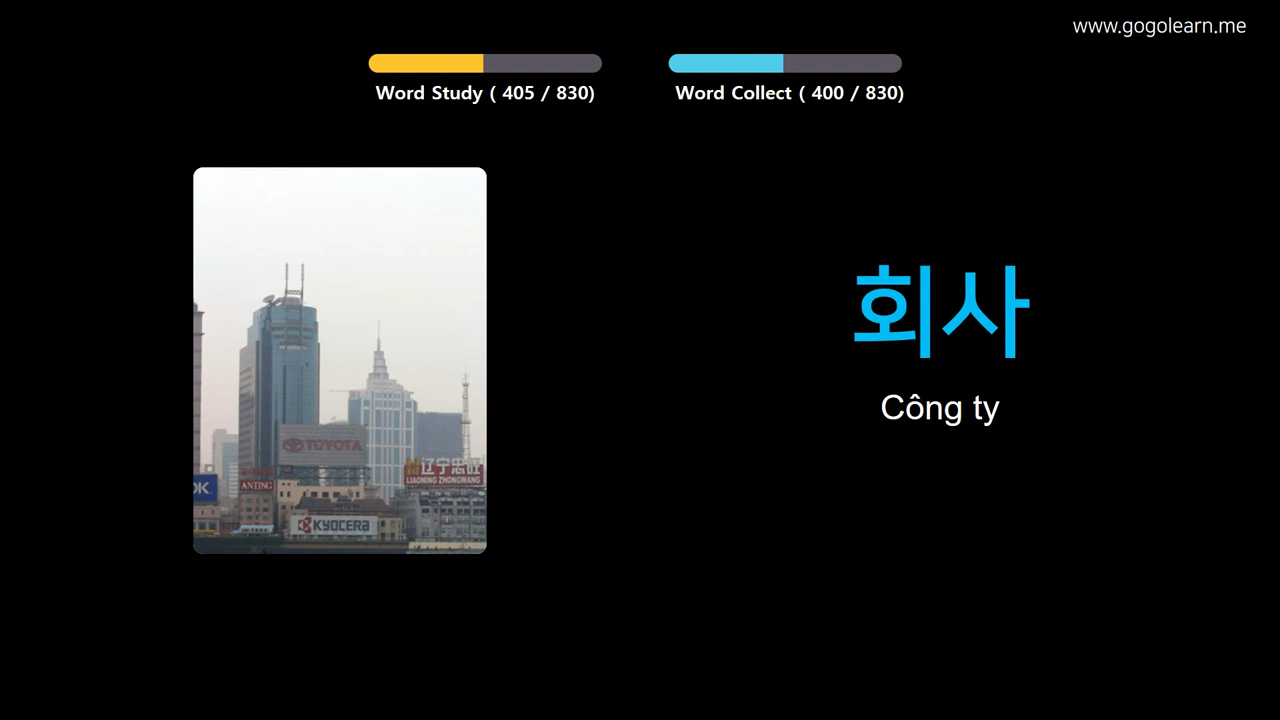 www.gogolearn.me
Word Study ( 405 / 830)
Word Collect ( 400 / 830)
회사
Công ty
TOYOTA
辽宁忠旺
LIAONING ZHONGWANG
OK.
ANTING
KYOCERA